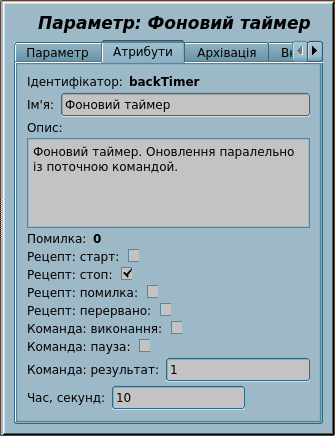 Параметр: Фоновий таймер
Параметр Атрибути Архівація
Ідентифікатор: backTimer
Ім'я: Фоновий таймер
Опис:
Фоновий таймер. Оновлення паралельно
із поточною командой.
Помилка: 0
Рецепт: старт:
Рецепт: стоп:
Рецепт: помилка:
Рецепт: перервано:
Команда: виконання:
Команда: пауза:
Команда: результат: 1
Час, секунд: 10